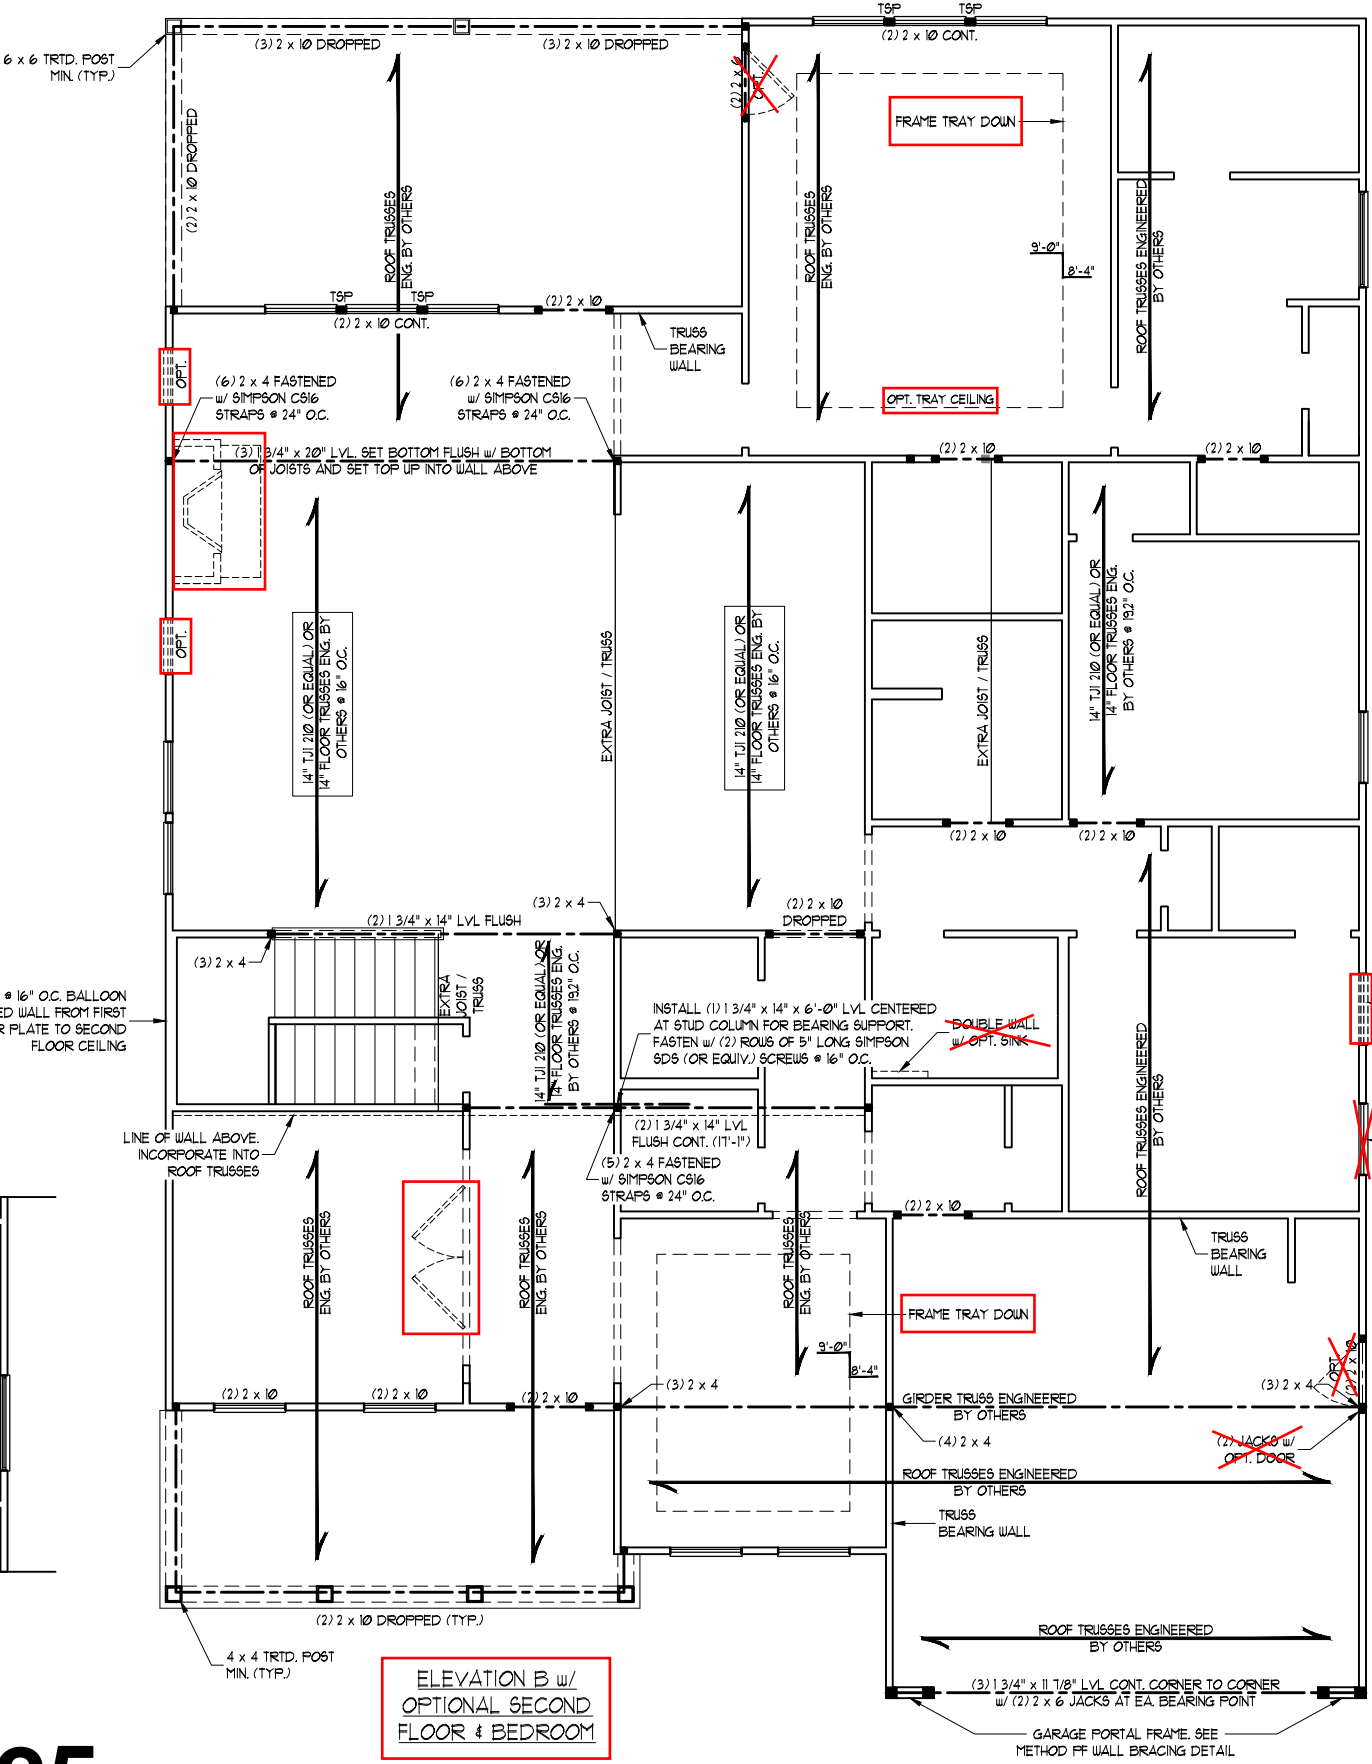 TSP TSP
(2) 2 x 10 CONT.
6 x 6 TRTD. POST
MIN. (TYP.)
(3) 2 x 10 DROPPED
(3) 2 x 10 DROPPED
(2) 2 x 6
(2) 2 x 10 DROPPED
FRAME TRAY DOWN
ROOF TRUSSES
ENG. BY OTHERS
ROOF TRUSSES
ENG. BY OTHERS
ROOF TRUSSES ENGINEERED
BY OTHERS
9'-0"
8'-4"
TSP TSP
(2) 2 x 10 CONT.
(2) 2 x 10
TRUSS
BEARING
WALL
OPT.
(6) 2 x 4 FASTENED
w/ SIMPSON CS16
STRAPS @ 24" O.C.
(6) 2 x 4 FASTENED
w/ SIMPSON CS16
STRAPS @ 24" O.C.
OPT. TRAY CEILING
(3) 1 3/4" x 20" LVL. SET BOTTOM FLUSH w/ BOTTOM
OF JOISTS AND SET TOP UP INTO WALL ABOVE
(2) 2 x 10
(2) 2 x 10
OPT.
14" TJI 210 (OR EQUAL) OR
14" FLOOR TRUSSES ENG. BY
OTHERS @ 16" O.C.
EXTRA JOIST / TRUSS
14" TJI 210 (OR EQUAL) OR
14" FLOOR TRUSSES ENG. BY
OTHERS @ 16" O.C.
EXTRA JOIST / TRUSS
14" TJI 210 (OR EQUAL) OR
14" FLOOR TRUSSES ENG.
BY OTHERS @ 19.2" O.C.
(2) 2 x 10
(2) 2 x 10
(3) 2 x 4
(2) 1 3/4" x 14" LVL FLUSH
(2) 2 x 10
DROPPED
(3) 2 x 4
EXTRA
JOIST /
TRUSS
14" TJI 210 (OR EQUAL) OR
14" FLOOR TRUSSES ENG.
BY OTHERS @ 19.2" O.C.
@ 16" O.C. BALLOON
ED WALL FROM FIRST
R PLATE TO SECOND
FLOOR CEILING
INSTALL (1) 1 3/4" x 14" x 6'-0" LVL CENTERED
AT STUD COLUMN FOR BEARING SUPPORT.
FASTEN w/ (2) ROWS OF 5" LONG SIMPSON
SDS (OR EQUIV.) SCREWS @ 16" O.C.
DOUBLE WALL
w/ OPT. SINK
ROOF TRUSSES ENGINEERED
BY OTHERS
LINE OF WALL ABOVE.
INCORPORATE INTO
ROOF TRUSSES
(2) 1 3/4" x 14" LVL
FLUSH CONT. (17'-1")
(5) 2 x 4 FASTENED
w/ SIMPSON CS16
STRAPS @ 24" O.C.
(2) 2 x 10
TRUSS
BEARING
WALL
ROOF TRUSSES
ENG. BY OTHERS
ROOF TRUSSES
ENG. BY OTHERS
ROOF TRUSSES
ENG. BY OTHERS
FRAME TRAY DOWN
9'-0"
8'-4"
OPT.
(2) 2 x 10
(3) 2 x 4
(2) 2 x 10
(2) 2 x 10
(2) 2 x 10
(3) 2 x 4
GIRDER TRUSS ENGINEERED
BY OTHERS
(4) 2 x 4
(2) JACKS w/
OPT. DOOR
ROOF TRUSSES ENGINEERED
BY OTHERS
TRUSS
BEARING WALL
(2) 2 x 10 DROPPED (TYP.)
4 x 4 TRTD. POST
MIN. (TYP.)
ROOF TRUSSES ENGINEERED
BY OTHERS
ELEVATION B w/
OPTIONAL SECOND
FLOOR & BEDROOM
(3) 1 3/4" x 11 7/8" LVL CONT. CORNER TO CORNER
w/ (2) 2 x 6 JACKS AT EA. BEARING POINT
GARAGE PORTAL FRAME. SEE
METHOD PF WALL BRACING DETAIL